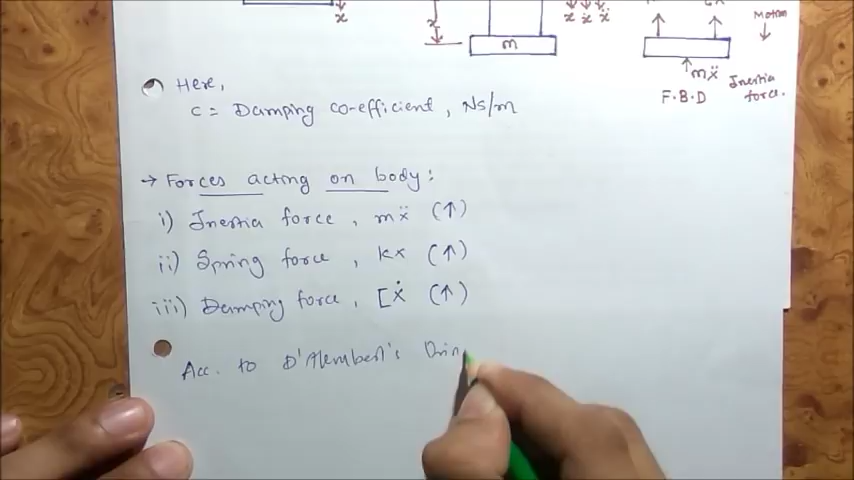 x
x
m
x ẋ ẍ
Motion
mẍ
Inertia
force.
F.B.D
Here,
c = Damping co-efficient, Ns/m
→ Forces acting on body:
i) Inertia force, mẍ (↑)
ii) Spring force, kx (↑)
iii) Damping force, [ẋ (↑)
Acc. to D'Alembert's Prin